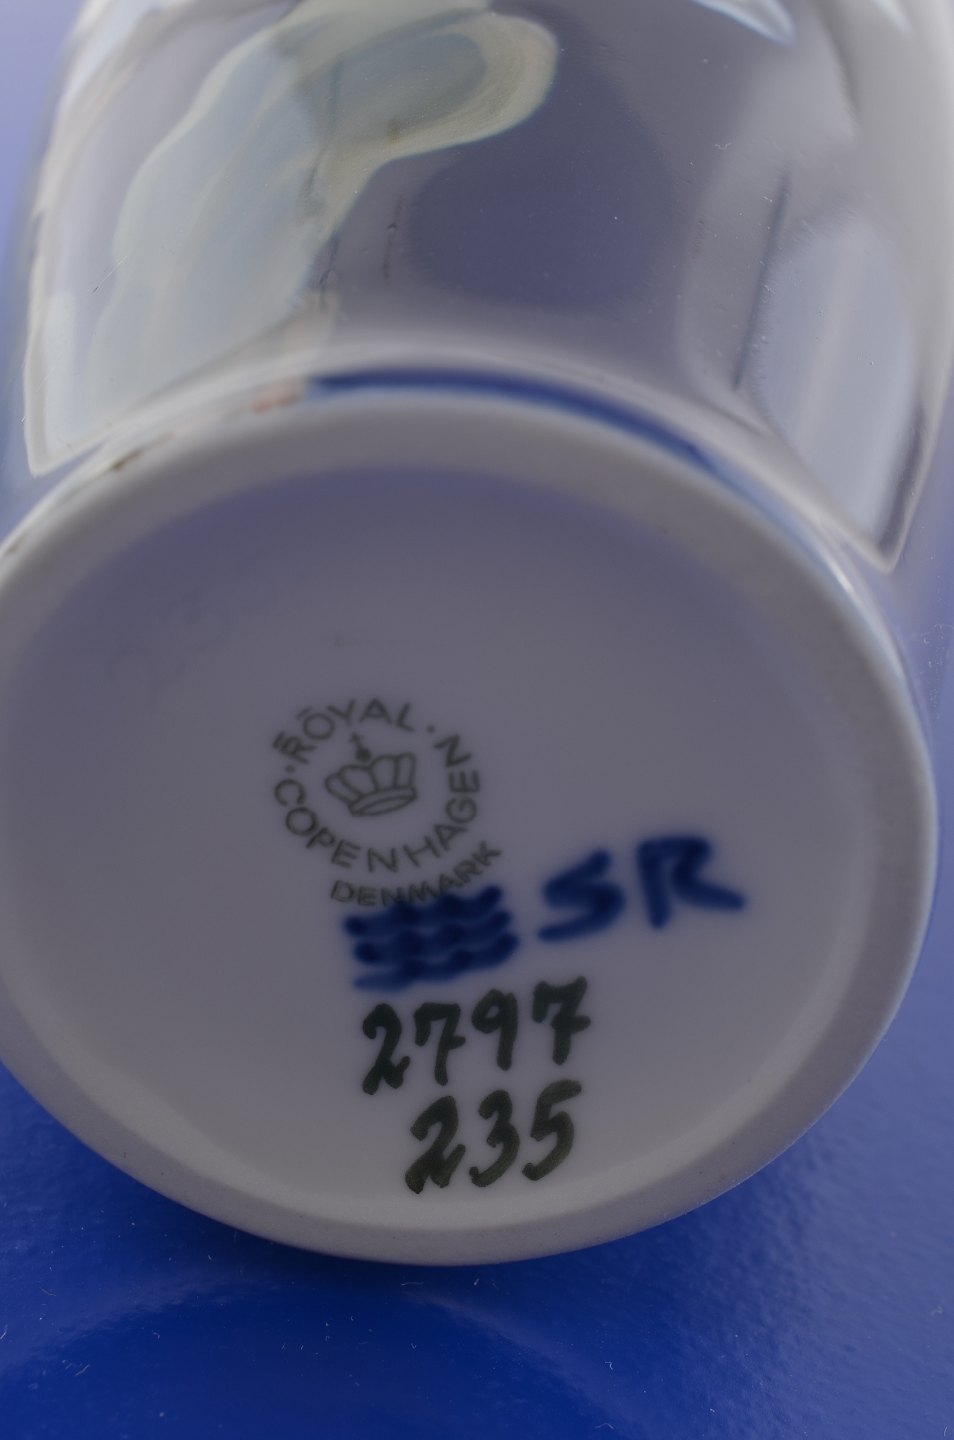 ROYAL · COPENHAGEN ·
DENMARK
SR
2797
235